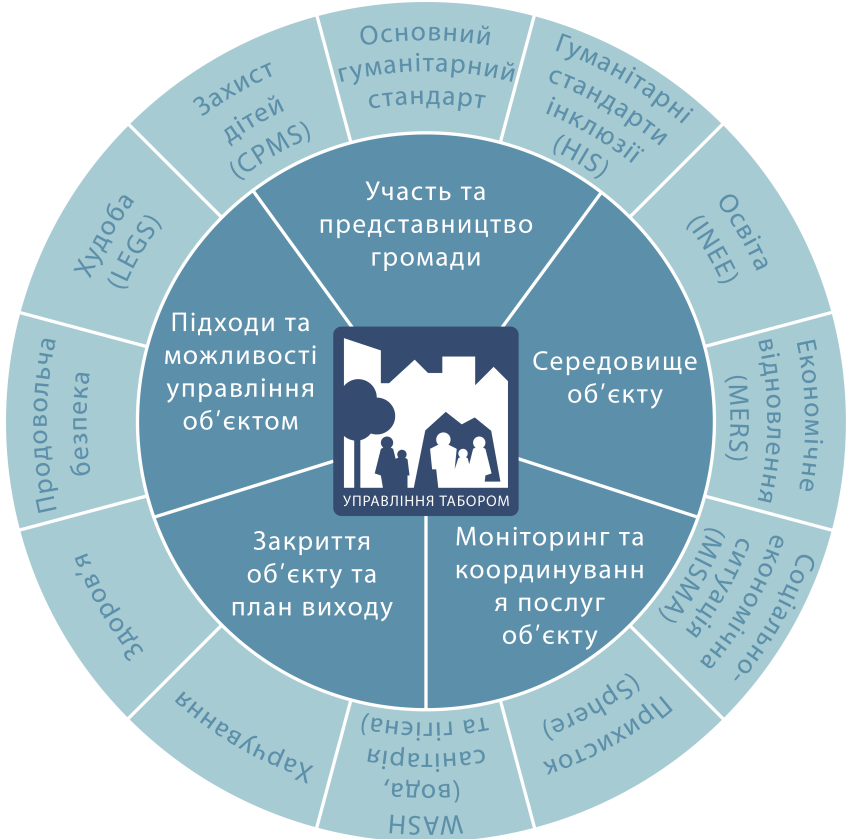 Основний
гуманітарний
стандарт
Гуманітарні
стандарти
інклюзії
(HIS)
Освіта
(INEE)
Економічне
відновлення
(MERS)
Соціально-
економічна
ситуація
(MISMA)
Прихисток
(Sphere)
WASH
(вода,
санітарія
та гігієна)
Харчування
Здоров’я
Продовольча
безпека
Худоба
(LEGS)
Захист
дітей
(CPMS)
Участь та
представництво
громади
Середовище
об’єкту
Моніторинг та
координуванн
я послуг
об’єкту
Закриття
об’єкту та
план виходу
Підходи та
можливості
управління
об’єктом
УПРАВЛІННЯ ТАБОРОМ